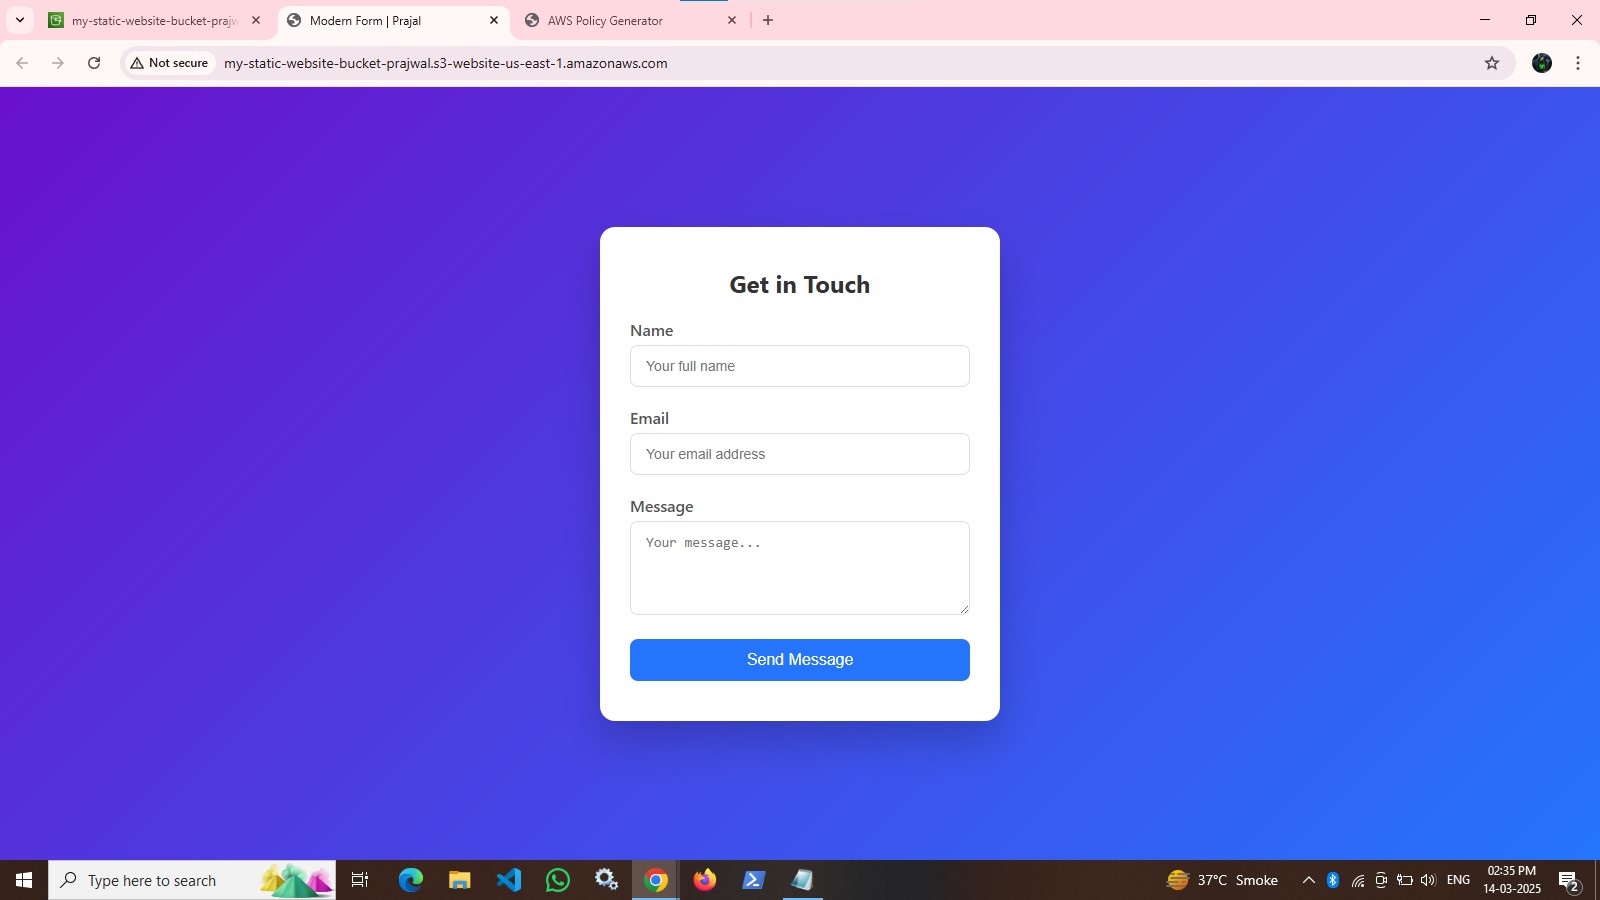 my-static-website-bucket-prajw
Modern Form | Prajal
AWS Policy Generator
Not secure
my-static-website-bucket-prajwal.s3-website-us-east-1.amazonaws.com
Get in Touch
Name
Your full name
Email
Your email address
Message
Your message...
Send Message
Type here to search
37°C Smoke
ENG
02:35 PM
14-03-2025
2